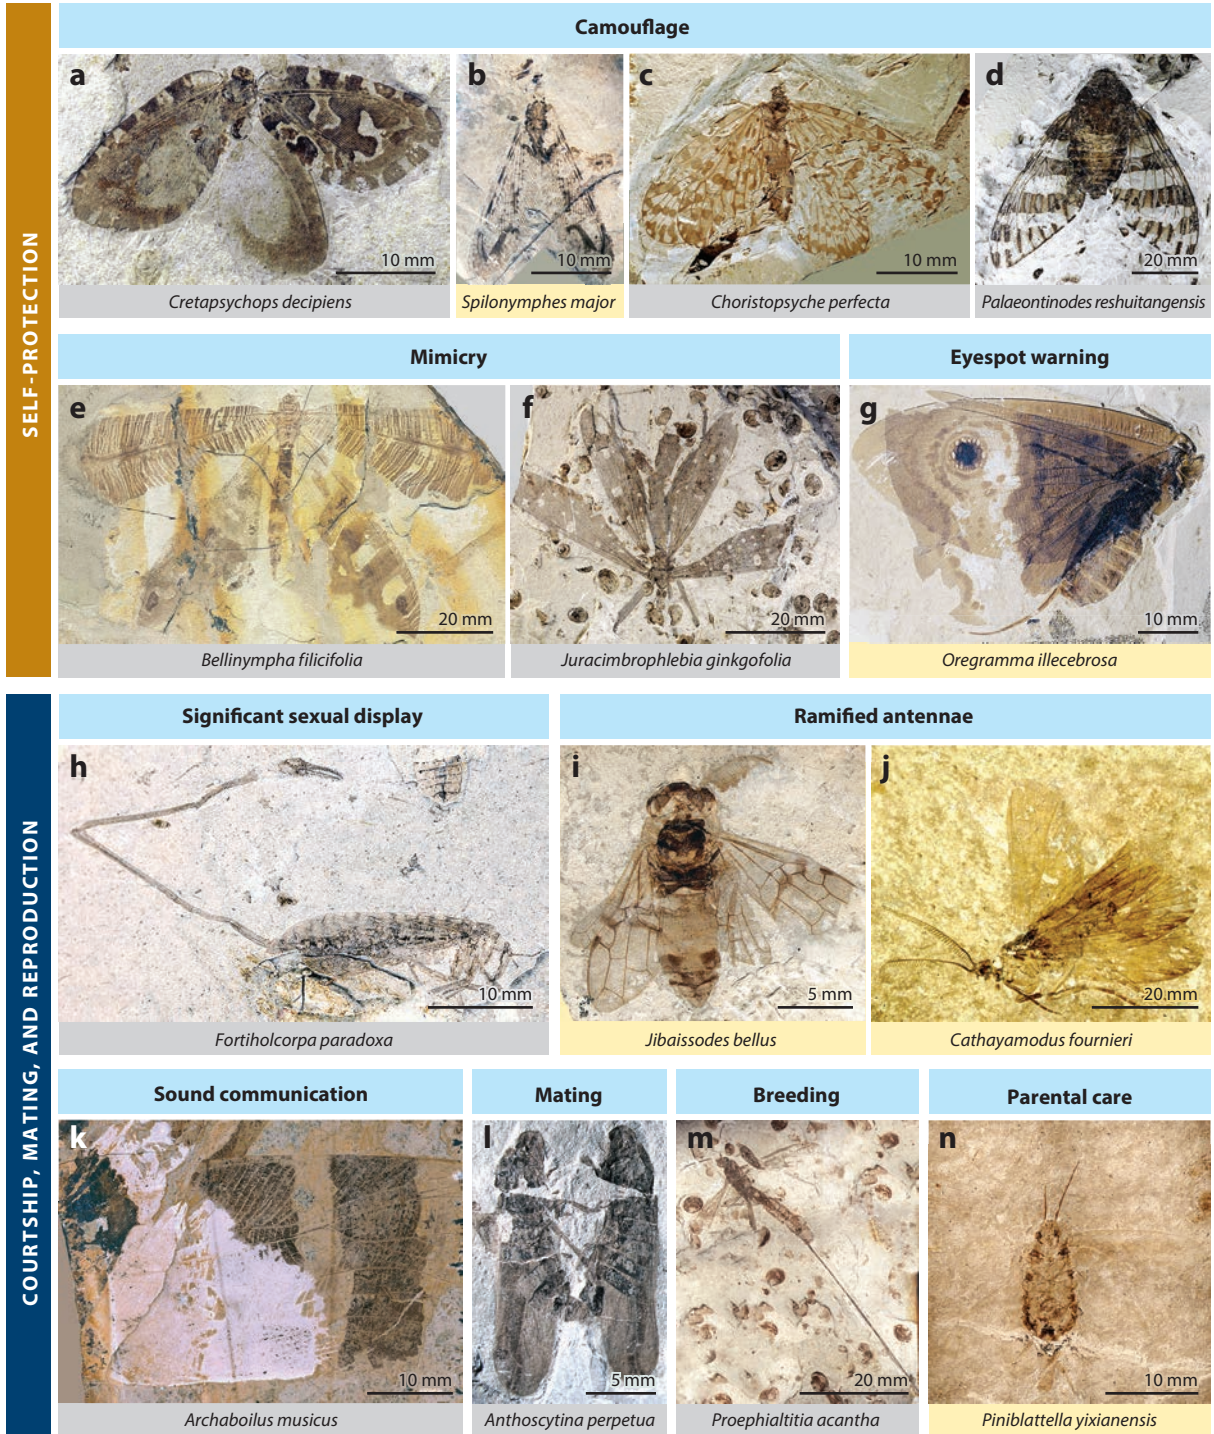 SELF-PROTECTION
Camouflage
a
10 mm
Cretapsychops decipiens
b
10 mm
Spilonymphes major
c
10 mm
Choristopsyche perfecta
d
20 mm
Palaeontinodes reshuitangensis
Mimicry
e
20 mm
Bellinympha filicifolia
f
20 mm
Juracimbrophlebia ginkgofolia
Eyespot warning
g
10 mm
Oregramma illecebrosa
COURTSHIP, MATING, AND REPRODUCTION
Significant sexual display
h
10 mm
Fortiholcorpa paradoxa
Ramified antennae
i
5 mm
Jibaissodes bellus
j
20 mm
Cathayamodus fournieri
Sound communication
k
10 mm
Archaboilus musicus
Mating
l
5 mm
Anthoscytina perpetua
Breeding
m
20 mm
Proephialtitia acantha
Parental care
n
10 mm
Piniblattella yixianensis